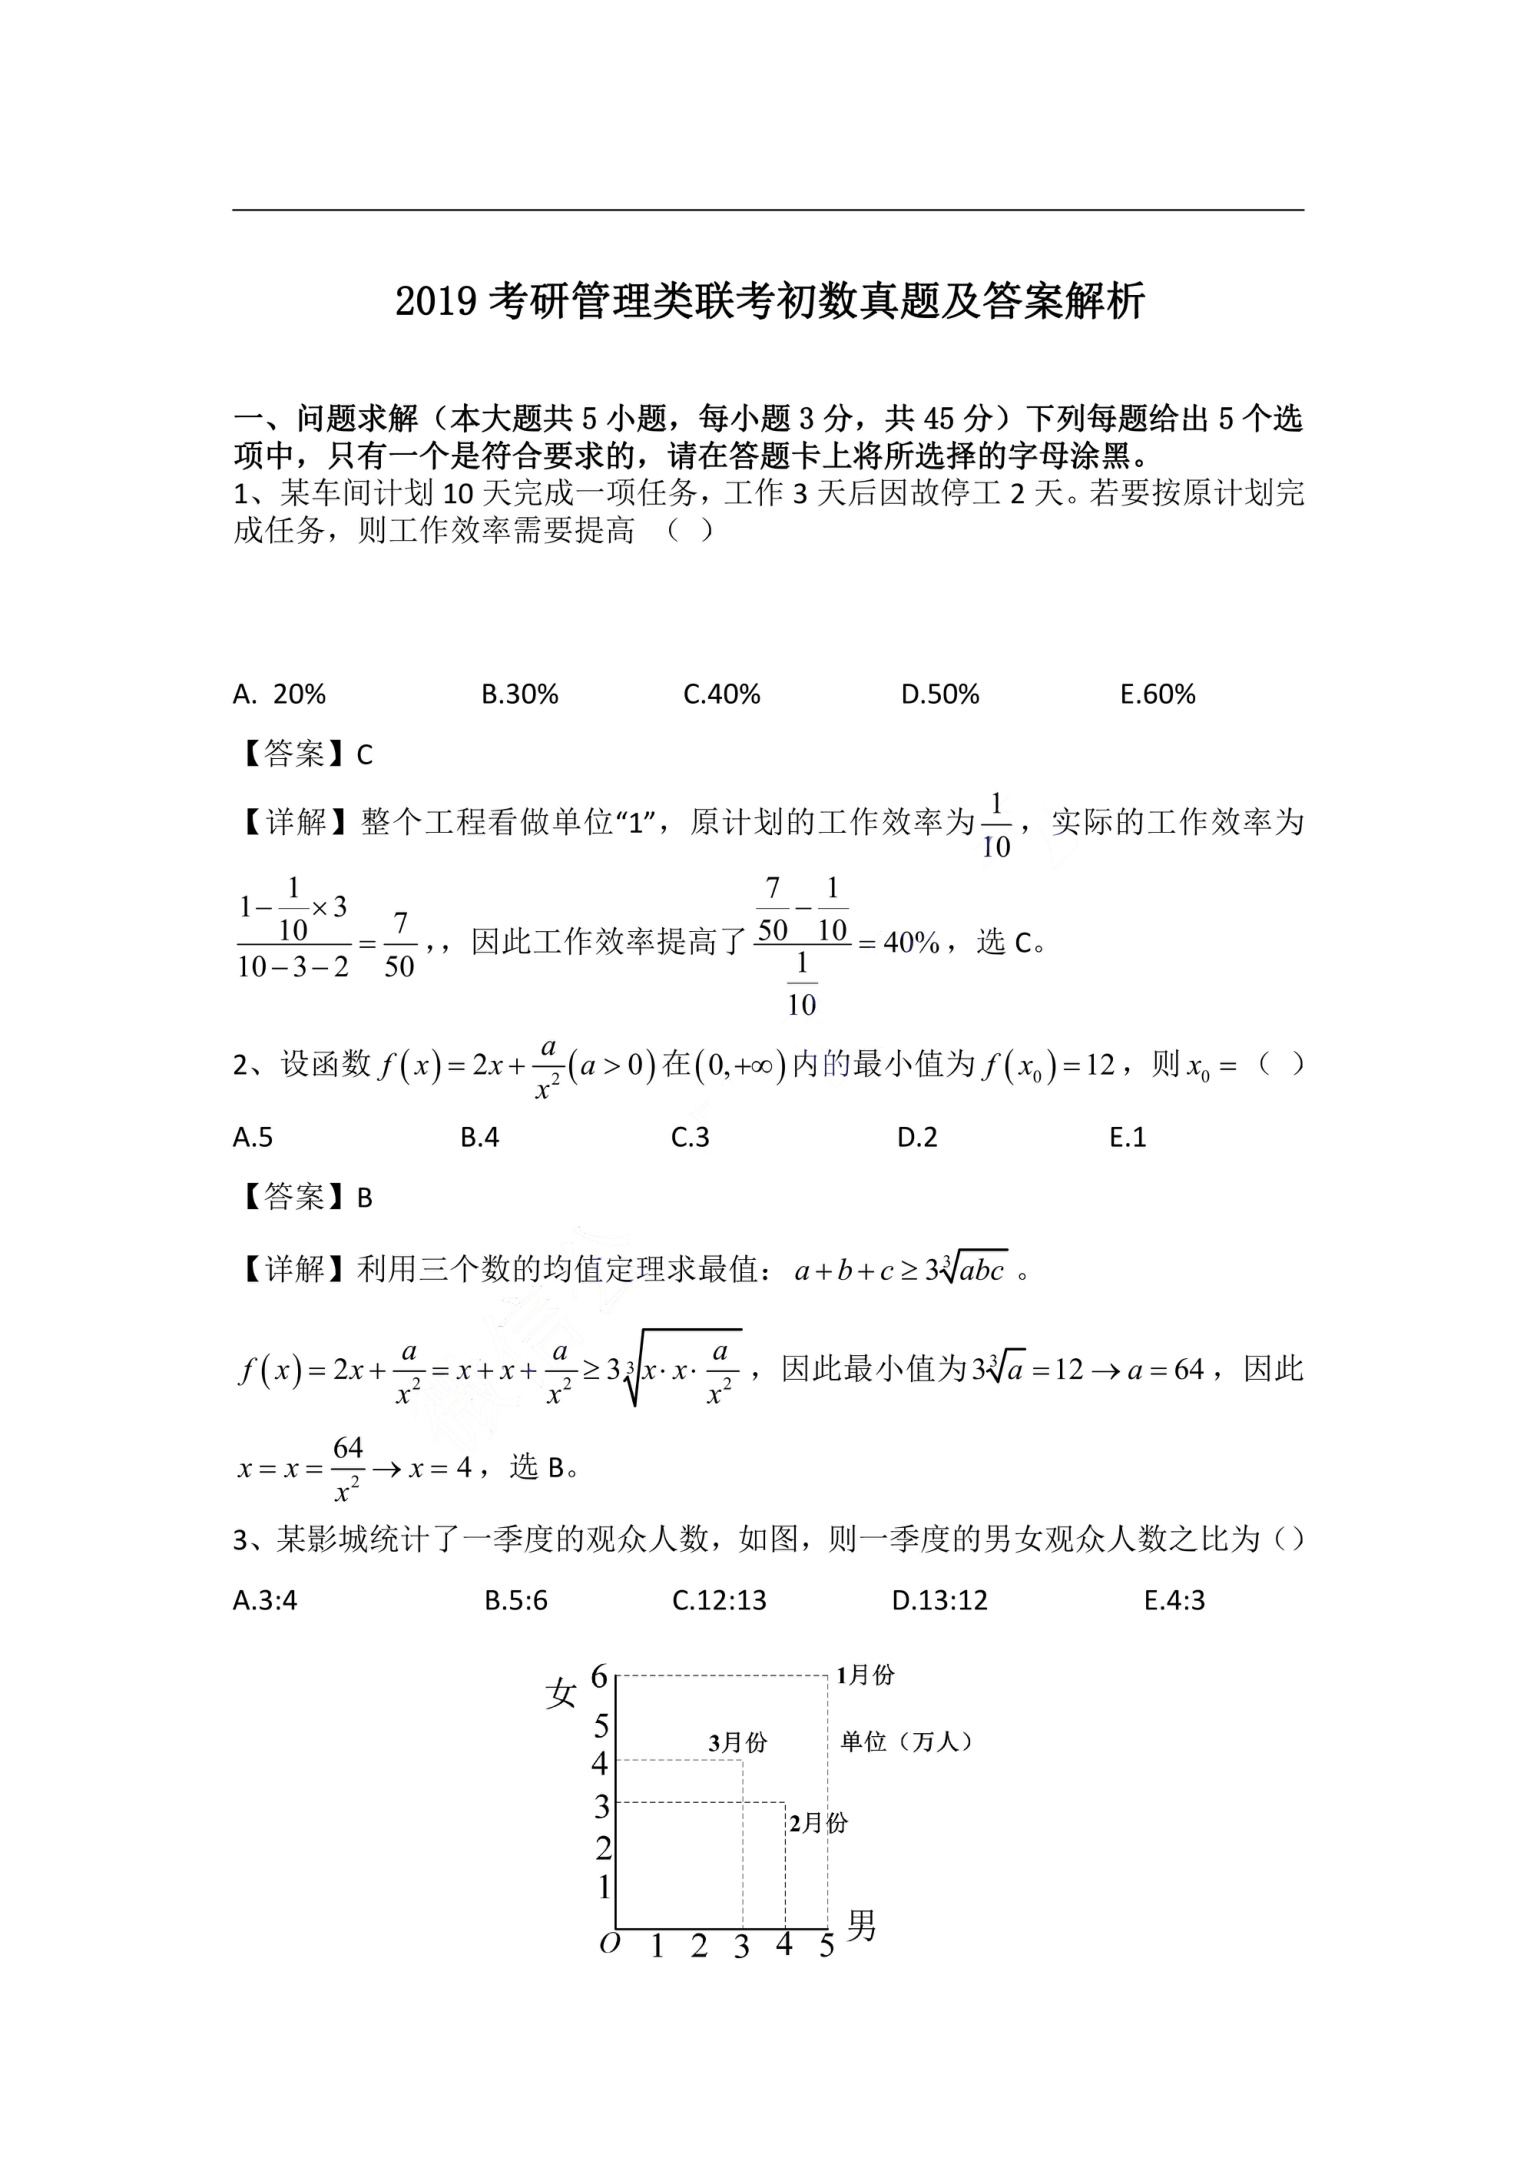 2019 考研管理类联考初数真题及答案解析
一、问题求解（本大题共 5 小题，每小题 3 分，共 45 分）下列每题给出 5 个选
项中，只有一个是符合要求的，请在答题卡上将所选择的字母涂黑。
1、某车间计划 10 天完成一项任务，工作 3 天后因故停工 2 天。若要按原计划完
成任务，则工作效率需要提高 （ ）
A. 20% B.30% C.40% D.50% E.60%
【答案】C
【详解】整个工程看做单位“1”，原计划的工作效率为 1/10，实际的工作效率为
(1−1/10×3)/(10−3−2) = 7/50，，因此工作效率提高了 (7/50−1/10)/(1/10) = 40%，选 C。
2、设函数 f(x) = 2x + a/x² (a > 0) 在 (0,+∞) 内的最小值为 f(x₀) = 12，则 x₀ =（ ）
A.5 B.4 C.3 D.2 E.1
【答案】B
【详解】利用三个数的均值定理求最值：a + b + c ≥ 3∛abc 。
f(x) = 2x + a/x² = x + x + a/x² ≥ 3∛(x·x·a/x²)，因此最小值为 3∛a = 12 → a = 64，因此
x = x = 64/x² → x = 4，选 B。
3、某影城统计了一季度的观众人数，如图，则一季度的男女观众人数之比为（）
A.3:4 B.5:6 C.12:13 D.13:12 E.4:3
女 6 1月份
5
3月份 单位（万人）
4
3
2月份
2
1
男
O 1 2 3 4 5